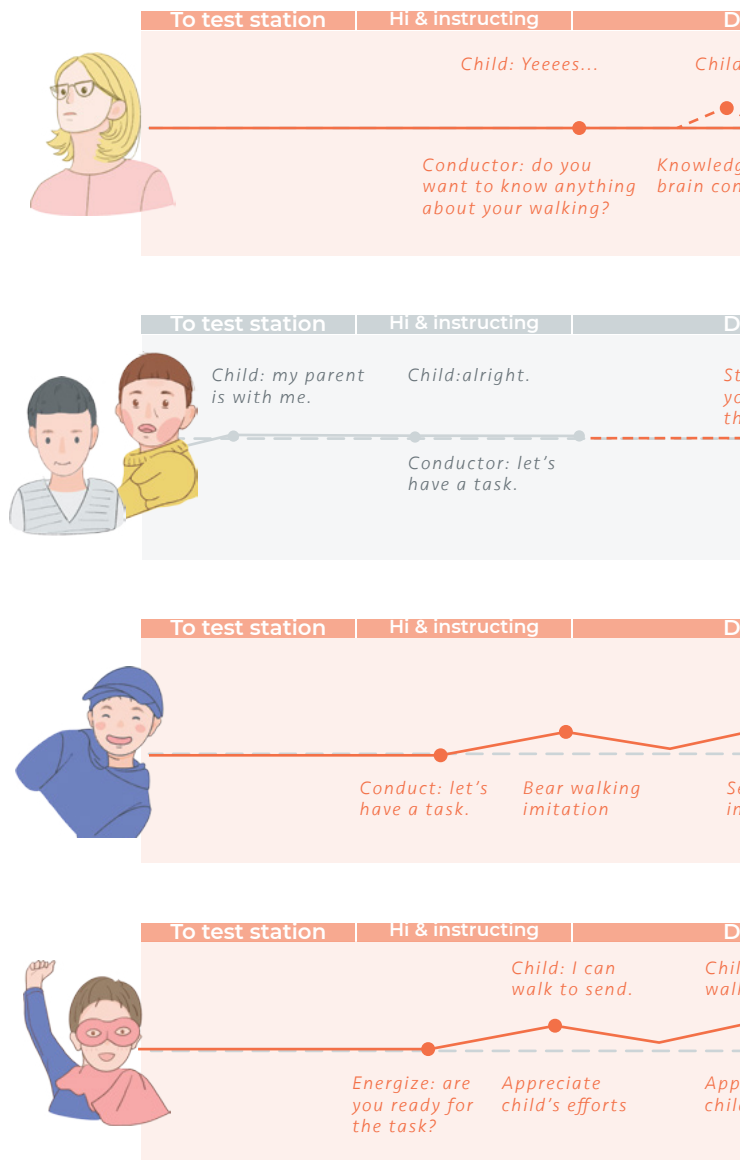 To test station Hi & instructing
Child: Yeeees...
Conductor: do you
want to know anything
about your walking?
brain
To test station Hi & instructing
Child: my parent
is with me.
Child:alright.
Conductor: let's
have a task.
To test station Hi & instructing
Conduct: let's
have a task.
Bear walking
imitation
To test station Hi & instructing
Child: I can
walk to send.
Energize: are
you ready for
the task?
Appreciate
child's efforts